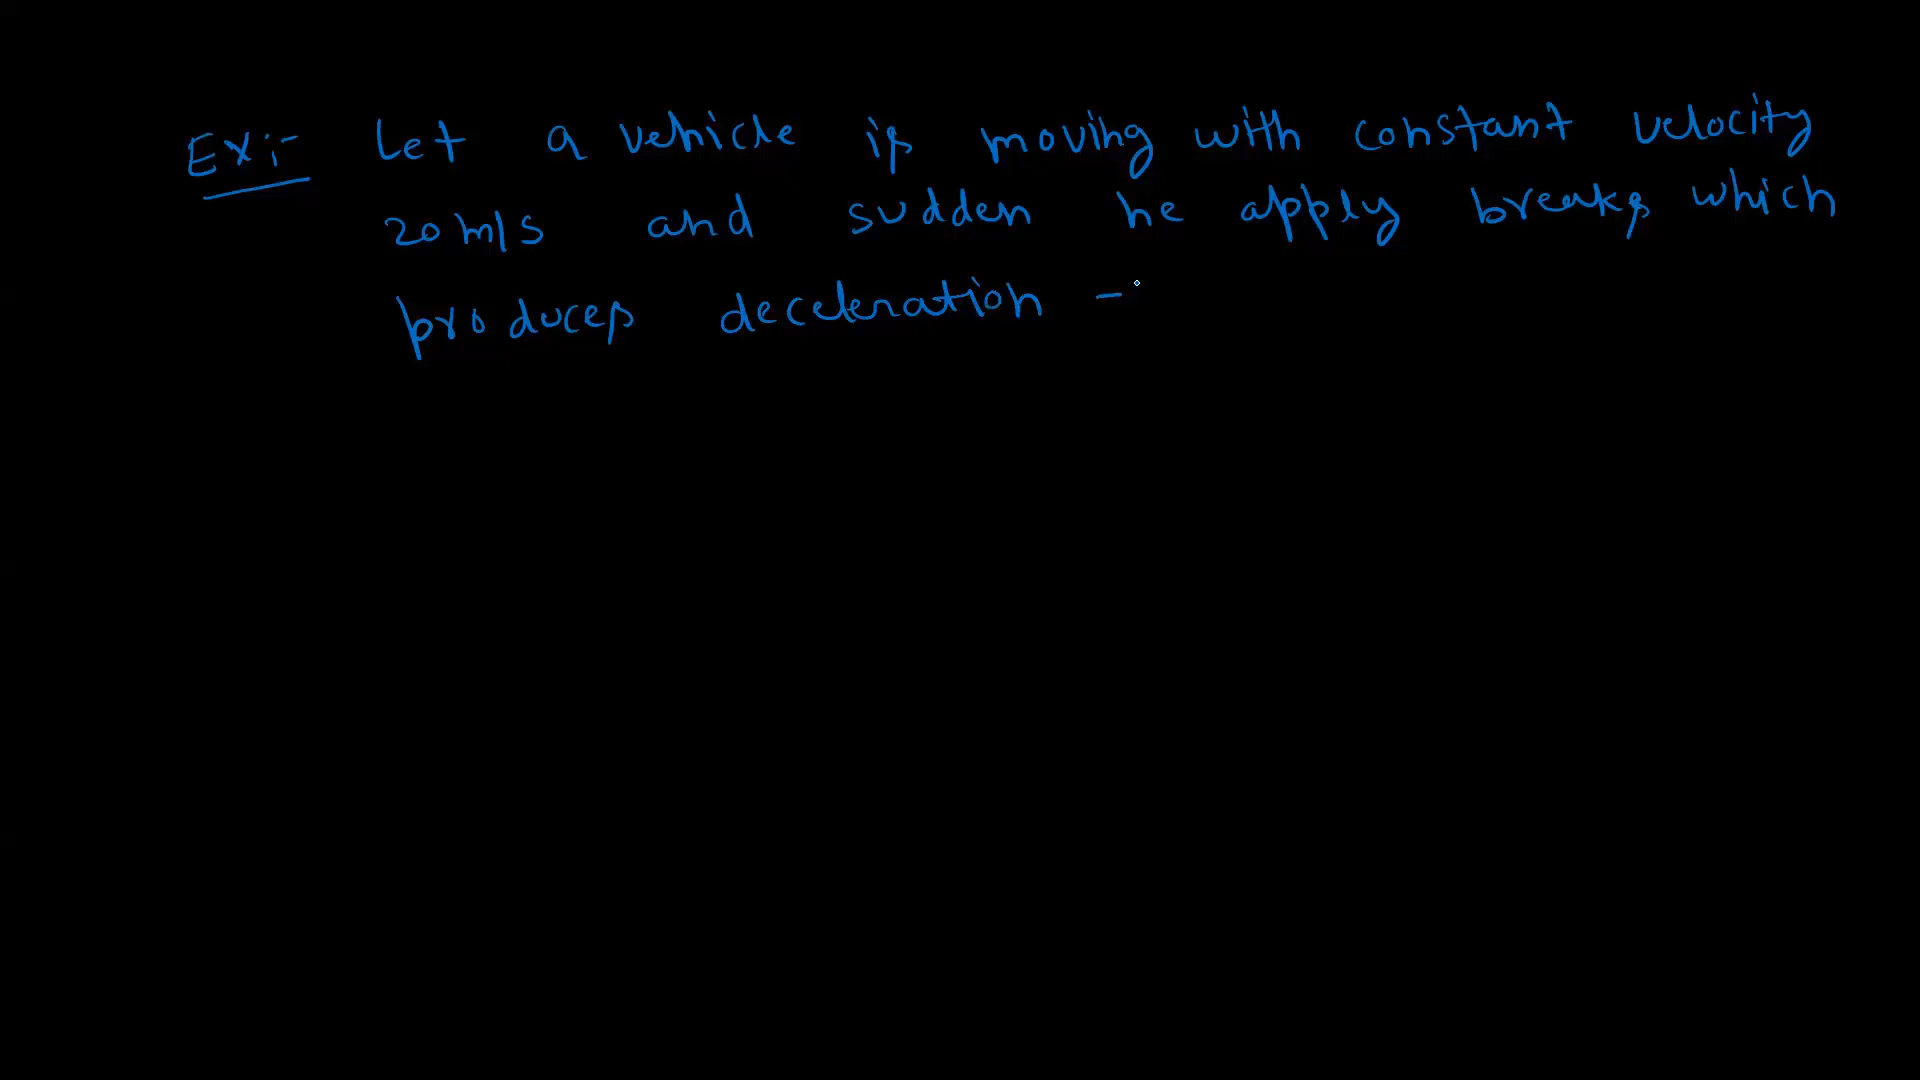 Ex:- Let a vehicle is moving with constant velocity
20 m/s and sudden he apply breaks which
produces deceleration -